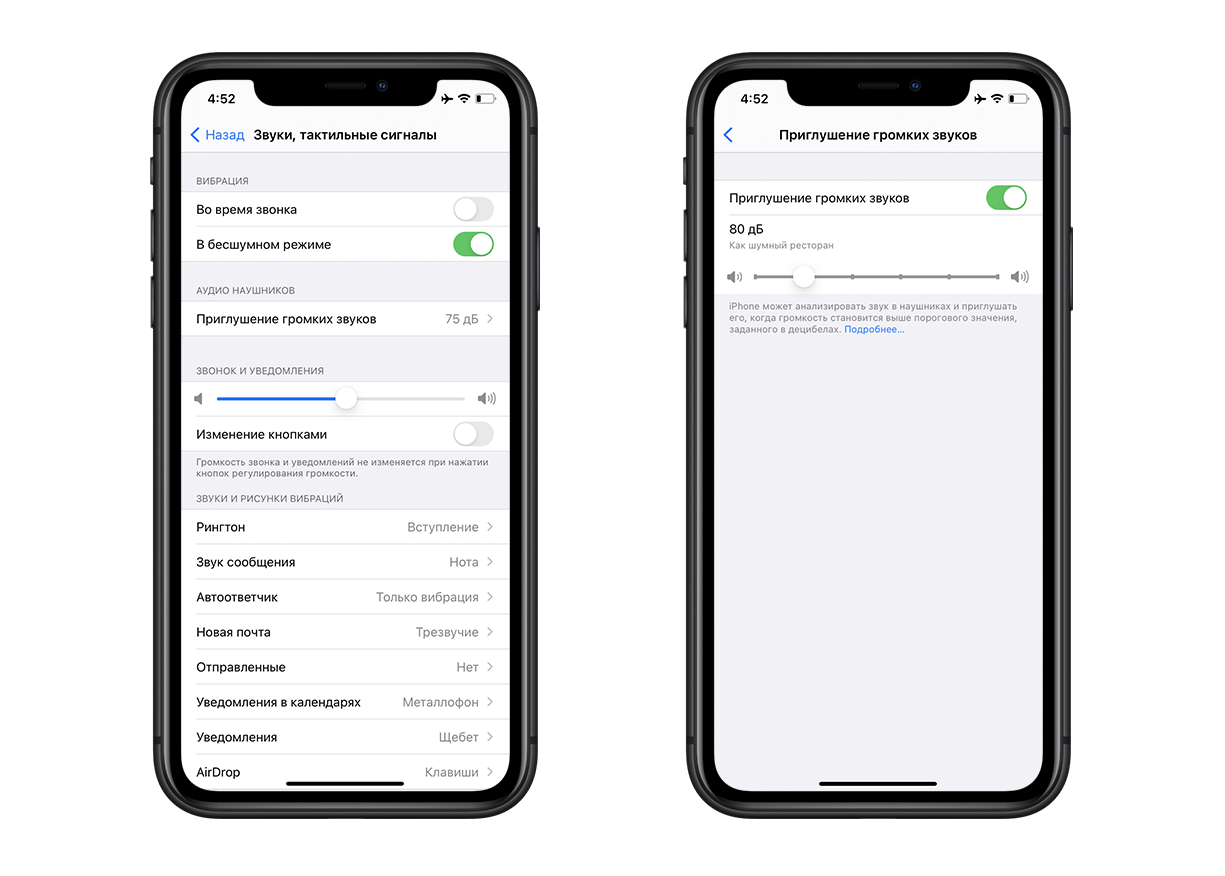 4:52
Назад Звуки, тактильные сигналы
ВИБРАЦИЯ
Во время звонка
В бесшумном режиме
АУДИО НАУШНИКОВ
Приглушение громких звуков 75 дБ
ЗВОНОК И УВЕДОМЛЕНИЯ
Изменение кнопками
Громкость звонка и уведомлений не изменяется при нажатии
кнопок регулирования громкости.
ЗВУКИ И РИСУНКИ ВИБРАЦИЙ
Рингтон Вступление
Звук сообщения Нота
Автоответчик Только вибрация
Новая почта Трезвучие
Отправленные Нет
Уведомления в календарях Металлофон
Уведомления Щебет
AirDrop Клавиши
4:52
Приглушение громких звуков
Приглушение громких звуков
80 дБ
Как шумный ресторан
iPhone может анализировать звук в наушниках и приглушать
его, когда громкость становится выше порогового значения,
заданного в децибелах. Подробнее...